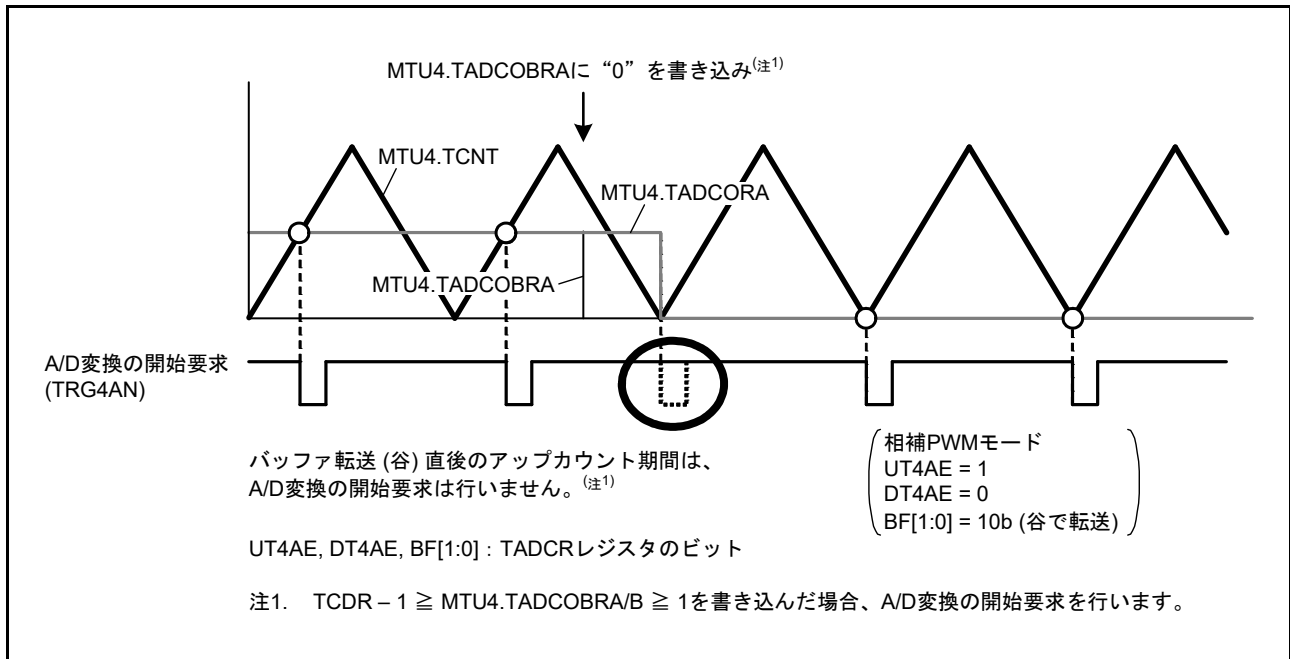 MTU4.TADCOBRAに “0” を書き込み(注1)
MTU4.TCNT
MTU4.TADCORA
MTU4.TADCOBRA
A/D変換の開始要求
(TRG4AN)
バッファ転送 (谷) 直後のアップカウント期間は、
A/D変換の開始要求は行いません。(注1)
相補PWMモード
UT4AE = 1
DT4AE = 0
BF[1:0] = 10b (谷で転送)
UT4AE, DT4AE, BF[1:0] : TADCRレジスタのビット
注1. TCDR – 1 ≧ MTU4.TADCOBRA/B ≧ 1を書き込んだ場合、A/D変換の開始要求を行います。